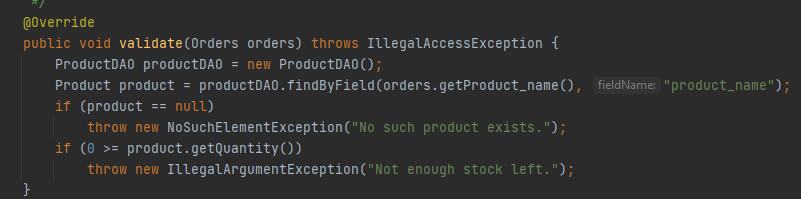 */
@Override
public void validate(Orders orders) throws IllegalAccessException {
    ProductDAO productDAO = new ProductDAO();
    Product product = productDAO.findByField(orders.getProduct_name(), fieldName: "product_name");
    if (product == null)
        throw new NoSuchElementException("No such product exists.");
    if (0 >= product.getQuantity())
        throw new IllegalArgumentException("Not enough stock left.");
}